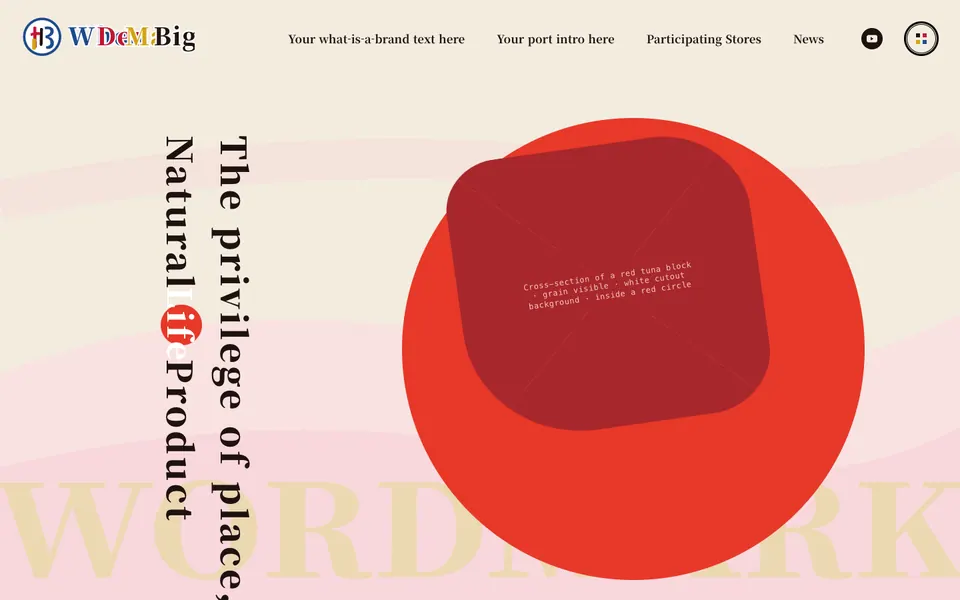 Big
Your what-is-a-brand text here
Your port intro here
Participating Stores
News
The privilege of place,
Natural Life Product
Cross-section of a red tuna block
· grain visible · white cutout
background · inside a red circle